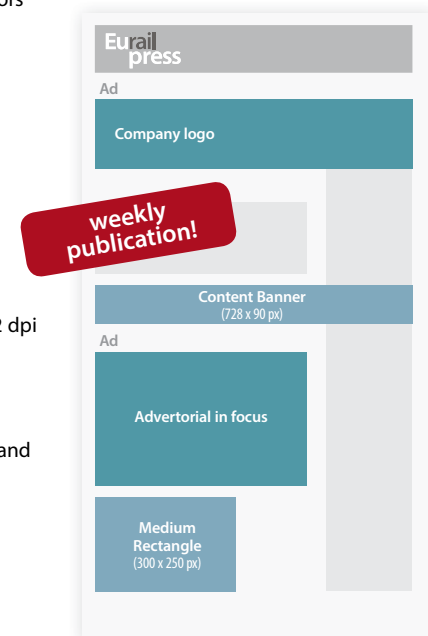 ors
Eurail
press
Ad
Company logo
weekly
publication!
Content Banner
(728 x 90 px)
dpi
Ad
Advertorial in focus
and
Medium
Rectangle
(300 x 250 px)